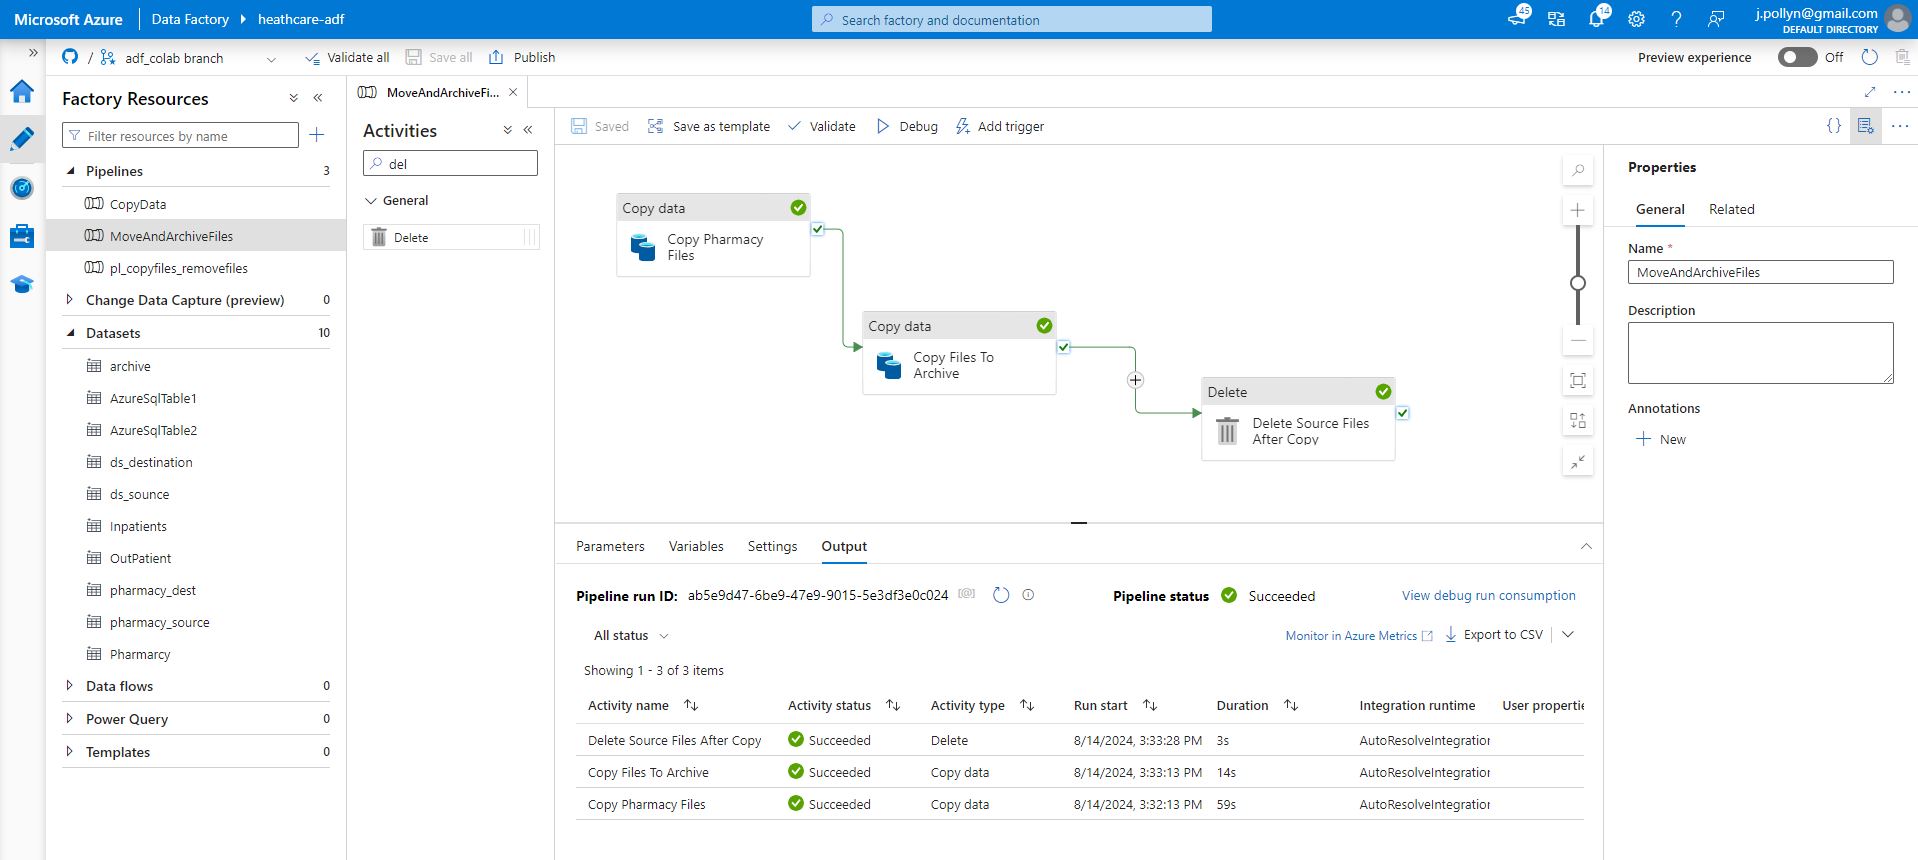 Microsoft Azure
Data Factory
heathcare-adf
Search factory and documentation
45
14
j.pollyn@gmail.com
DEFAULT DIRECTORY
/
adf_colab branch
Validate all
Save all
Publish
Preview experience
Off
Factory Resources
Filter resources by name
Pipelines 3
CopyData
MoveAndArchiveFiles
pl_copyfiles_removefiles
Change Data Capture (preview) 0
Datasets 10
archive
AzureSqlTable1
AzureSqlTable2
ds_destination
ds_sounce
Inpatients
OutPatient
pharmacy_dest
pharmacy_source
Pharmarcy
Data flows 0
Power Query 0
Templates 0
MoveAndArchiveFi...
Activities
del
General
Delete
Saved
Save as template
Validate
Debug
Add trigger
Copy data
Copy Pharmacy
Files
Copy data
Copy Files To
Archive
Delete
Delete Source Files
After Copy
Parameters
Variables
Settings
Output
Pipeline run ID: ab5e9d47-6be9-47e9-9015-5e3df3e0c024
Pipeline status Succeeded
View debug run consumption
All status
Monitor in Azure Metrics
Export to CSV
Showing 1 - 3 of 3 items
Activity name Activity status Activity type Run start Duration Integration runtime User propertie
Delete Source Files After Copy Succeeded Delete 8/14/2024, 3:33:28 PM 3s AutoResolveIntegration
Copy Files To Archive Succeeded Copy data 8/14/2024, 3:33:13 PM 14s AutoResolveIntegration
Copy Pharmacy Files Succeeded Copy data 8/14/2024, 3:32:13 PM 59s AutoResolveIntegration
Properties
General
Related
Name *
MoveAndArchiveFiles
Description
Annotations
New